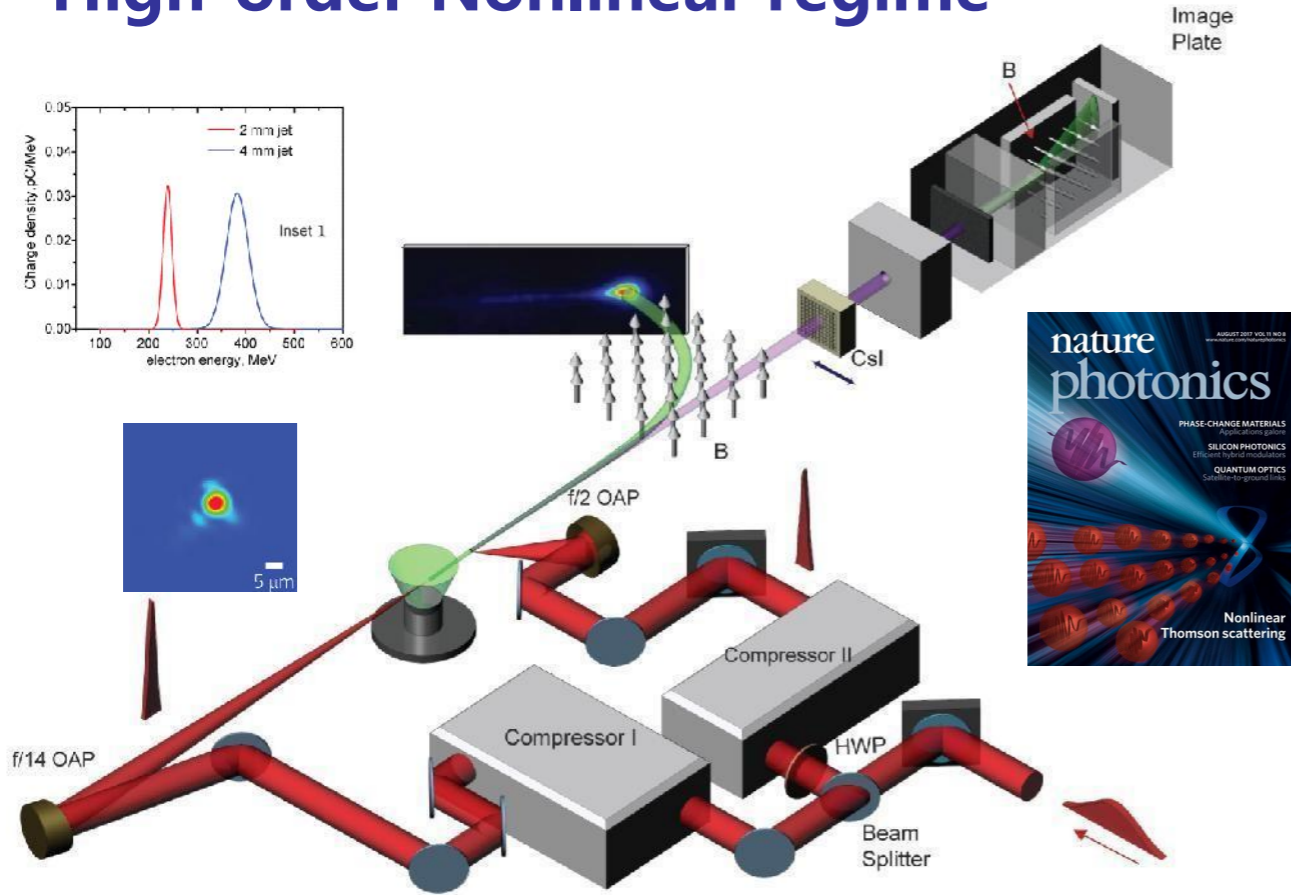 High-order Nonlinear regime
Image
Plate
B
0.05
0.04
0.03
0.02
0.01
0.00
Charge density, pC/MeV
2 mm jet
4 mm jet
Inset 1
100
200
300
400
500
600
electron energy, MeV
CsI
B
f/2 OAP
5 μm
nature
photonics
AUGUST 2017 VOL 11 NO 8
www.nature.com/naturephotonics
PHASE-CHANGE MATERIALS
Applications galore
SILICON PHOTONICS
Efficient hybrid modulators
QUANTUM OPTICS
Satellite-to-ground links
Nonlinear
Thomson scattering
Compressor II
Compressor I
HWP
f/14 OAP
Beam
Splitter